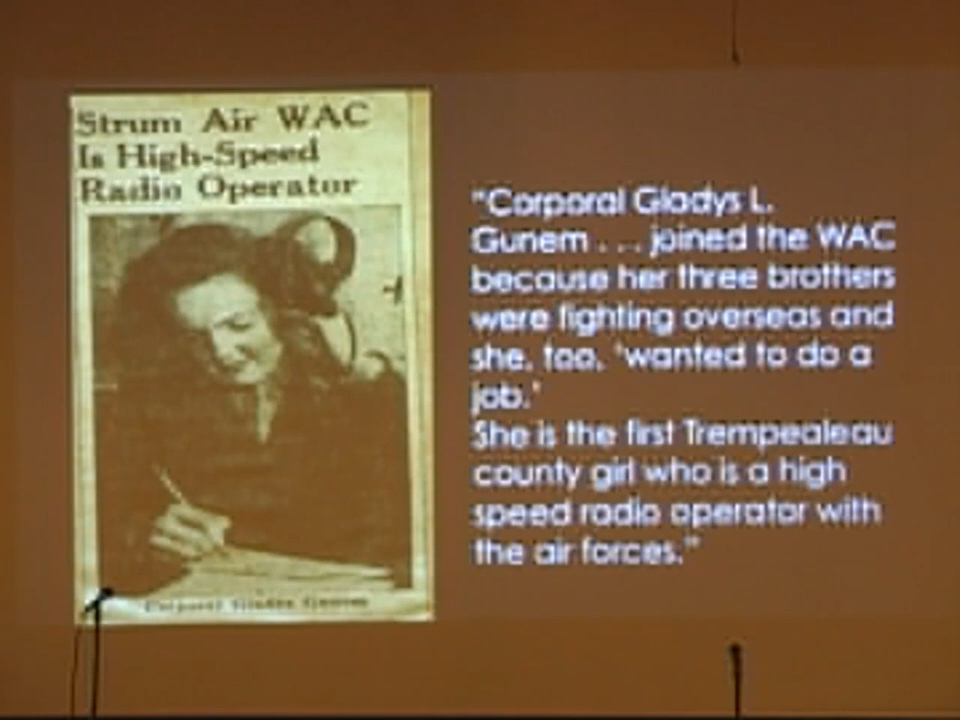 Strum Air WAC
Is High-Speed
Radio Operator
Corporal Gladys Gunem
"Corporal Gladys L.
Gunem . . . joined the WAC
because her three brothers
were fighting overseas and
she, too, 'wanted to do a
job.'
She is the first Trempealeau
county girl who is a high
speed radio operator with
the air forces."